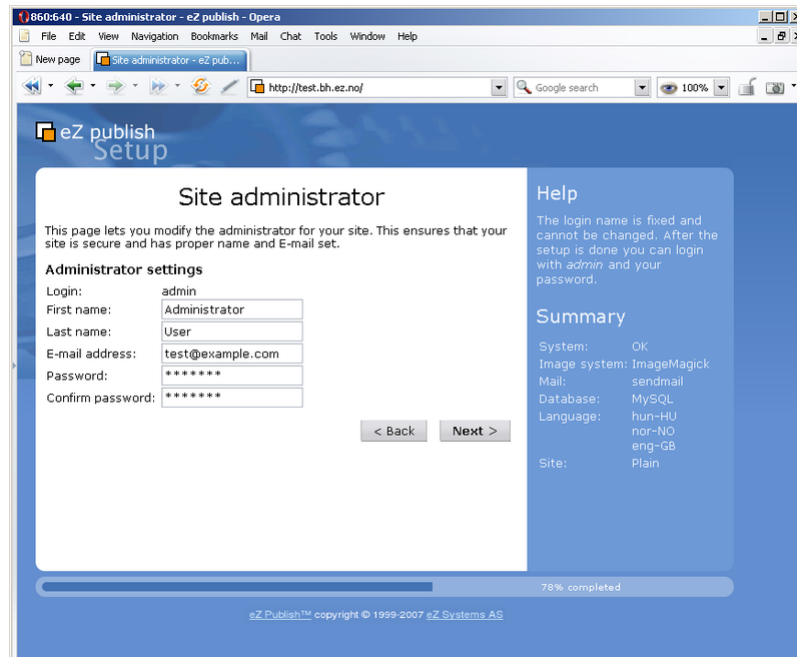 860:640 - Site administrator - eZ publish - Opera
File Edit View Navigation Bookmarks Mail Chat Tools Window Help
New page Site administrator - eZ pub...
http://test.bh.ez.no/ Google search 100%
eZ publish
Setup
Site administrator
This page lets you modify the administrator for your site. This ensures that your
site is secure and has proper name and E-mail set.
Administrator settings
Login: admin
First name: Administrator
Last name: User
E-mail address: test@example.com
Password: *******
Confirm password: *******
< Back Next >
Help
The login name is fixed and
cannot be changed. After the
setup is done you can login
with admin and your
password.
Summary
System: OK
Image system: ImageMagick
Mail: sendmail
Database: MySQL
Language: hun-HU
nor-NO
eng-GB
Site: Plain
78% completed
eZ Publish™ copyright © 1999-2007 eZ Systems AS